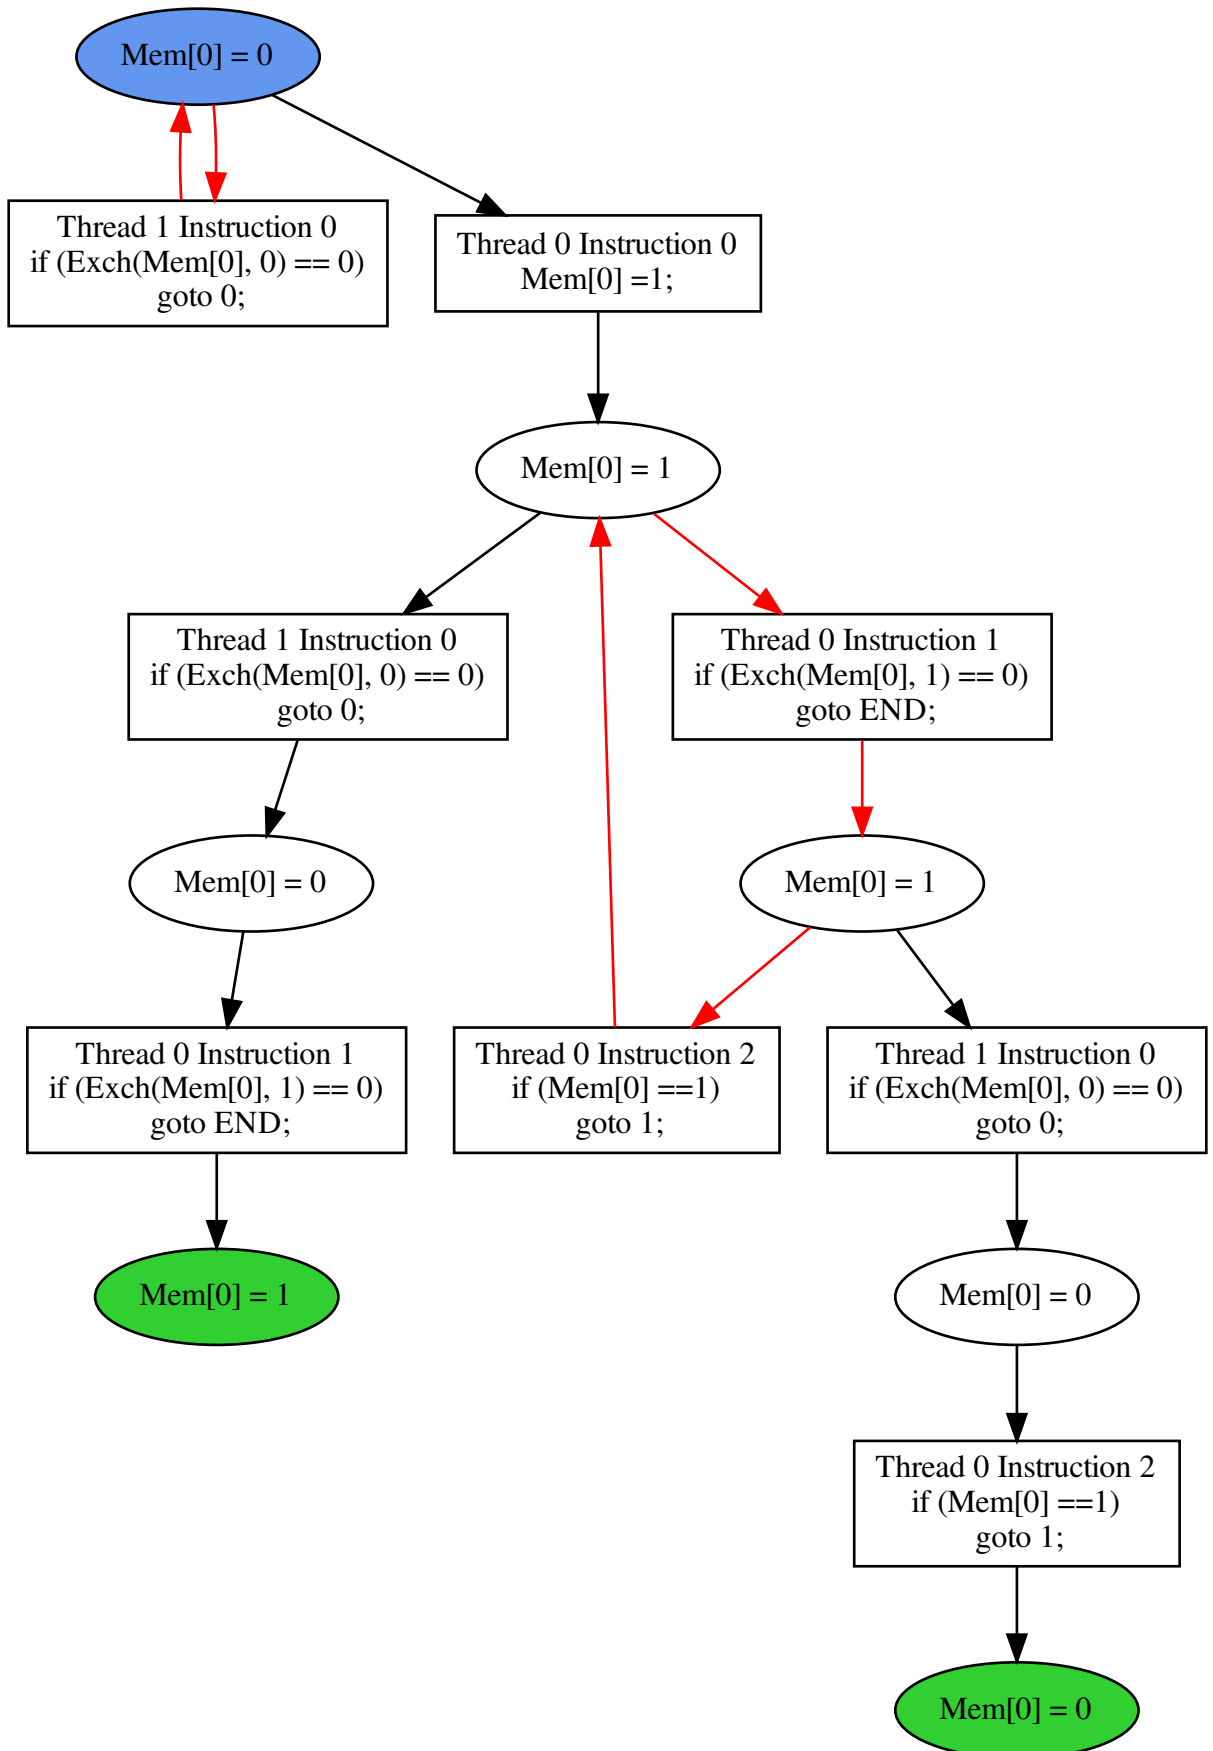 Mem[0] = 0
Thread 1 Instruction 0
if (Exch(Mem[0], 0) == 0)
goto 0;
Thread 0 Instruction 0
Mem[0] =1;
Mem[0] = 1
Thread 1 Instruction 0
if (Exch(Mem[0], 0) == 0)
goto 0;
Thread 0 Instruction 1
if (Exch(Mem[0], 1) == 0)
goto END;
Mem[0] = 0
Mem[0] = 1
Thread 0 Instruction 1
if (Exch(Mem[0], 1) == 0)
goto END;
Thread 0 Instruction 2
if (Mem[0] ==1)
goto 1;
Thread 1 Instruction 0
if (Exch(Mem[0], 0) == 0)
goto 0;
Mem[0] = 1
Mem[0] = 0
Thread 0 Instruction 2
if (Mem[0] ==1)
goto 1;
Mem[0] = 0